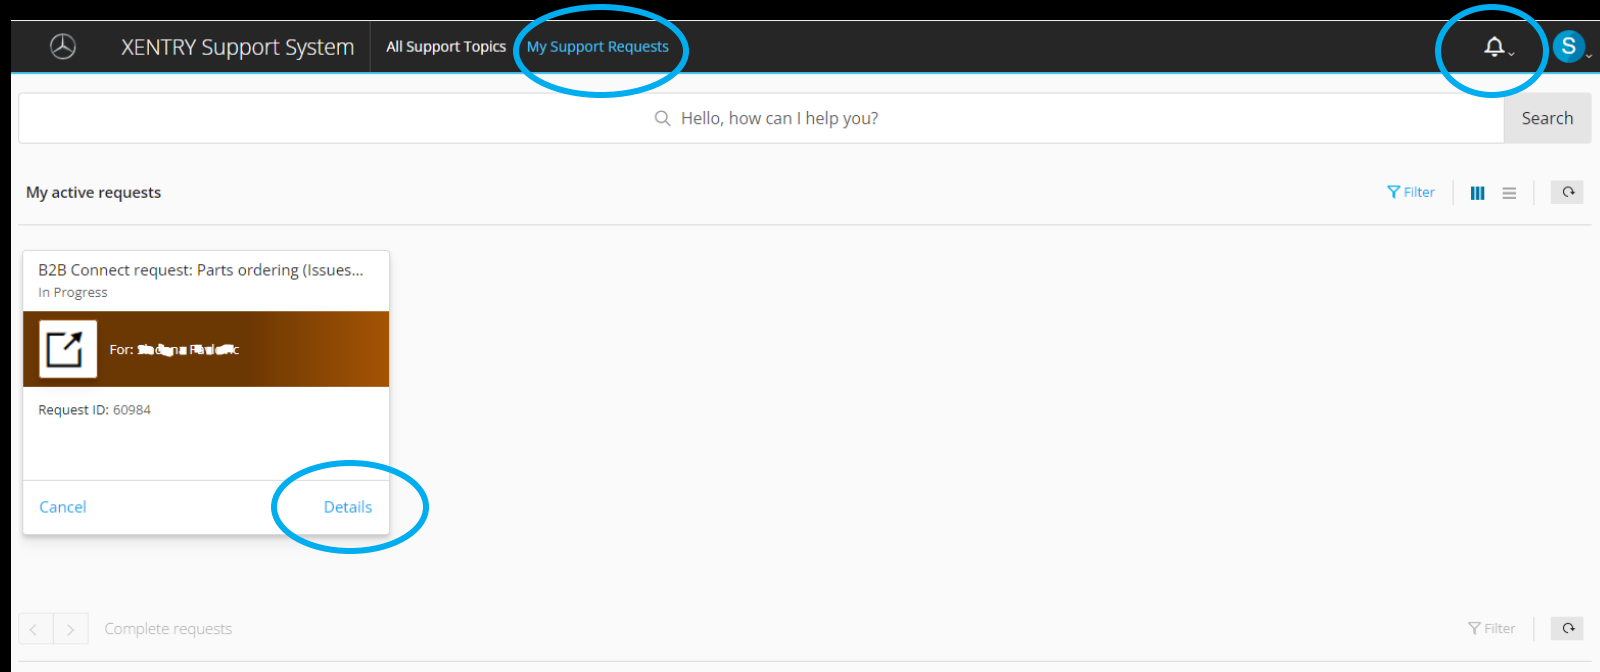 XENTRY Support System
All Support Topics
My Support Requests
S
Hello, how can I help you?
Search
My active requests
Filter
B2B Connect request: Parts ordering (Issues...
In Progress
For:
Request ID: 60984
Cancel
Details
Complete requests
Filter